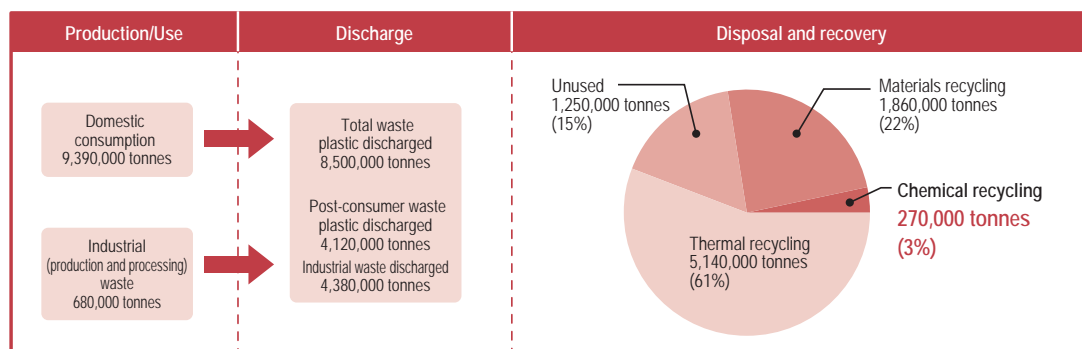 Production/Use
Discharge
Disposal and recovery
Domestic
consumption
9,390,000 tonnes
Industrial
(production and processing)
waste
680,000 tonnes
Total waste
plastic discharged
8,500,000 tonnes
Post-consumer waste
plastic discharged
4,120,000 tonnes
Industrial waste discharged
4,380,000 tonnes
Unused
1,250,000 tonnes
(15%)
Materials recycling
1,860,000 tonnes
(22%)
Chemical recycling
270,000 tonnes
(3%)
Thermal recycling
5,140,000 tonnes
(61%)